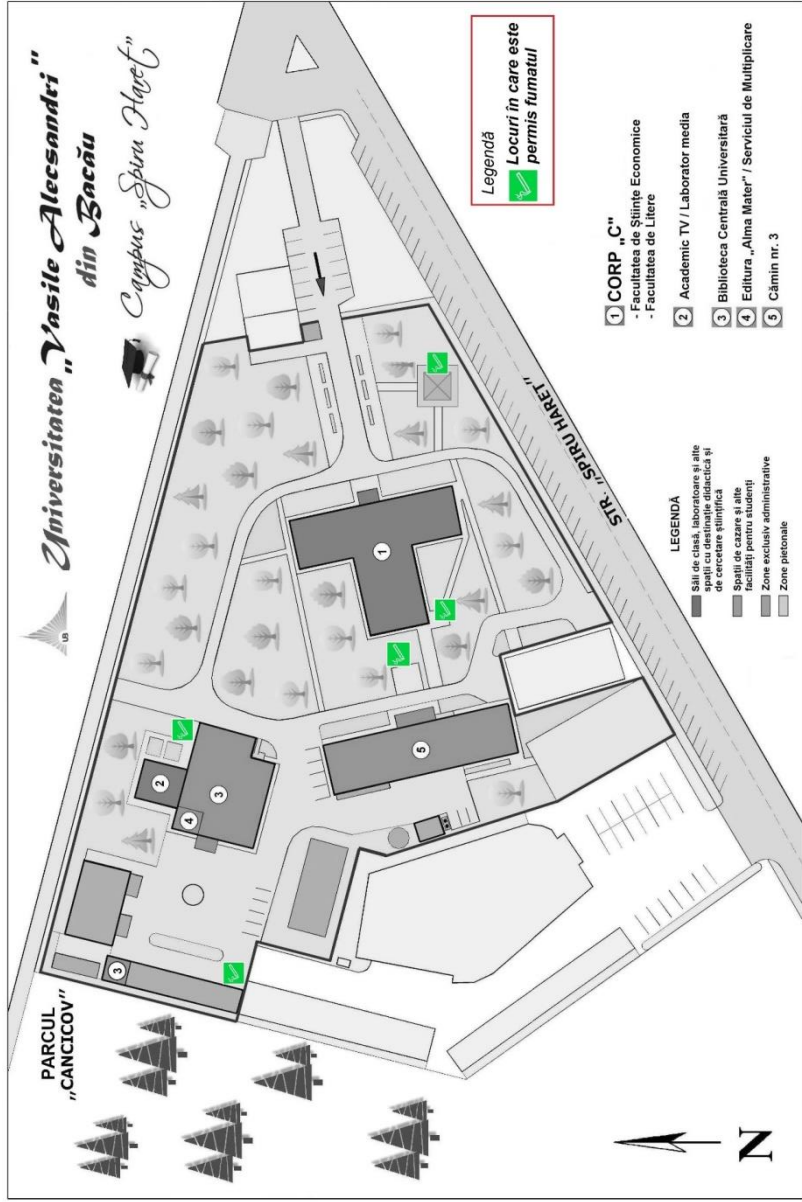 Universitatea „Vasile Alecsandri”
din Bacău
Campus „Spiru Haret”
UB
Legendă
Locuri în care este
permis fumatul
1 CORP „C”
- Facultatea de Științe Economice
- Facultatea de Litere
2 Academic TV / Laborator media
3 Biblioteca Centrală Universitară
4 Editura „Alma Mater” / Serviciul de Multiplicare
5 Cămin nr. 3
LEGENDĂ
Săli de clasă, laboratoare și alte
spații cu destinație didactică și
de cercetare științifică
Spații de cazare și alte
facilități pentru studenți
Zone exclusiv administrative
Zone pietonale
STR. „SPIRU HARET”
PARCUL
„CANCICOV”
1
2
3
4
5
3
N